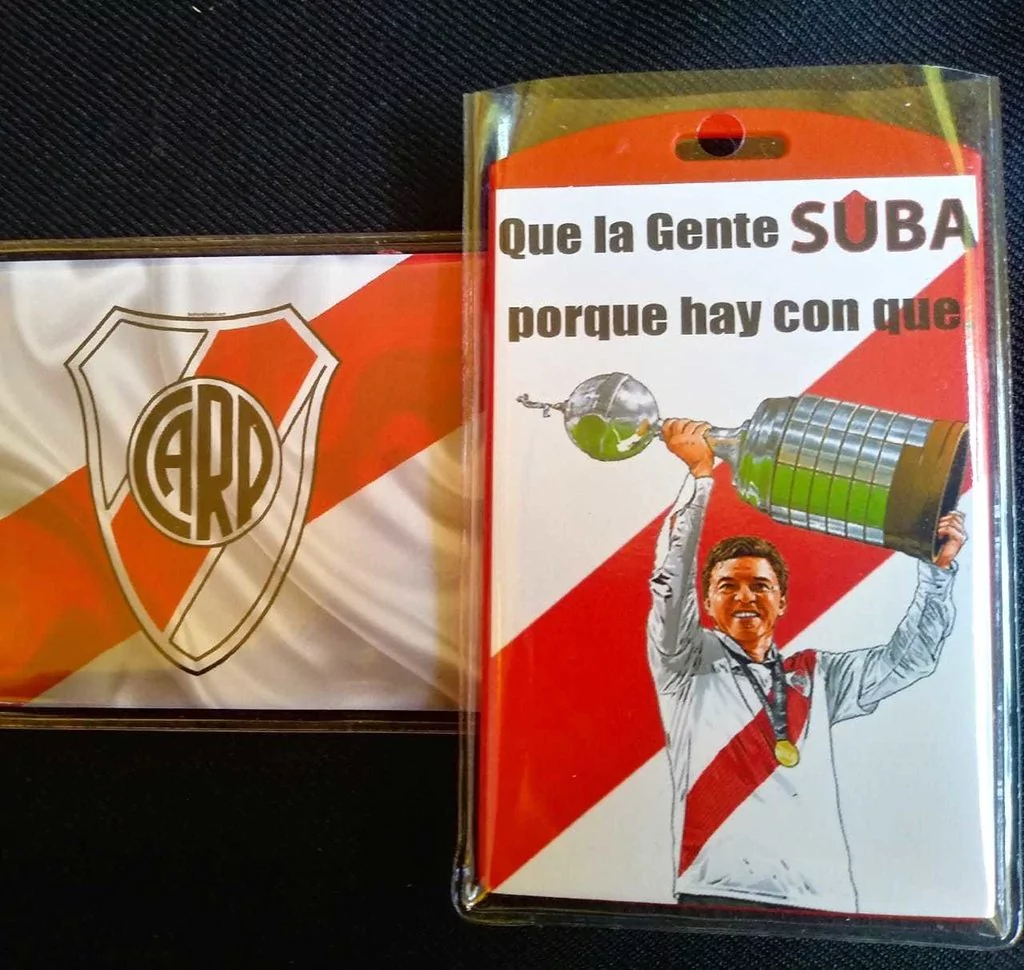 CARP
Que la Gente SUBA
porque hay con que